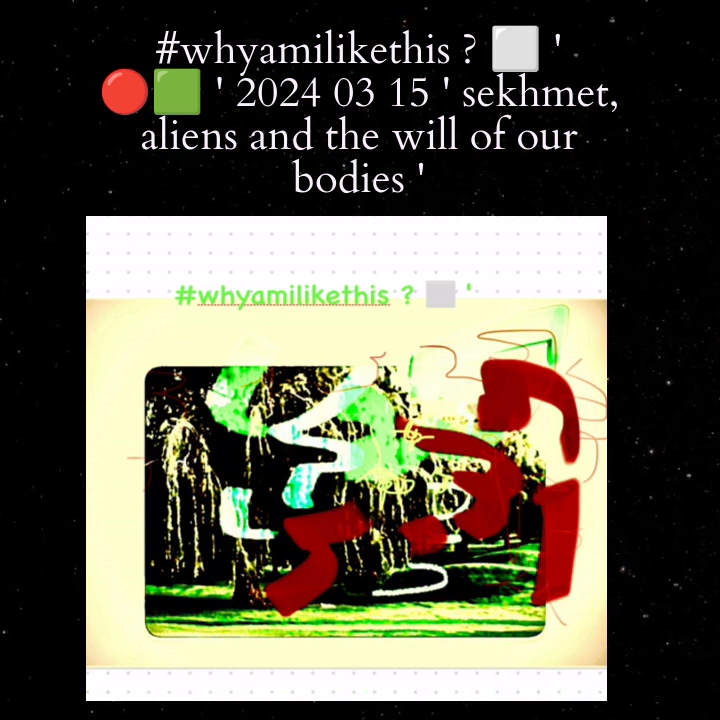 #whyamilikethis ? ⬜ '
🔴🟩 ' 2024 03 15 ' sekhmet,
aliens and the will of our
bodies '
#whyamilikethis ? ⬜ '